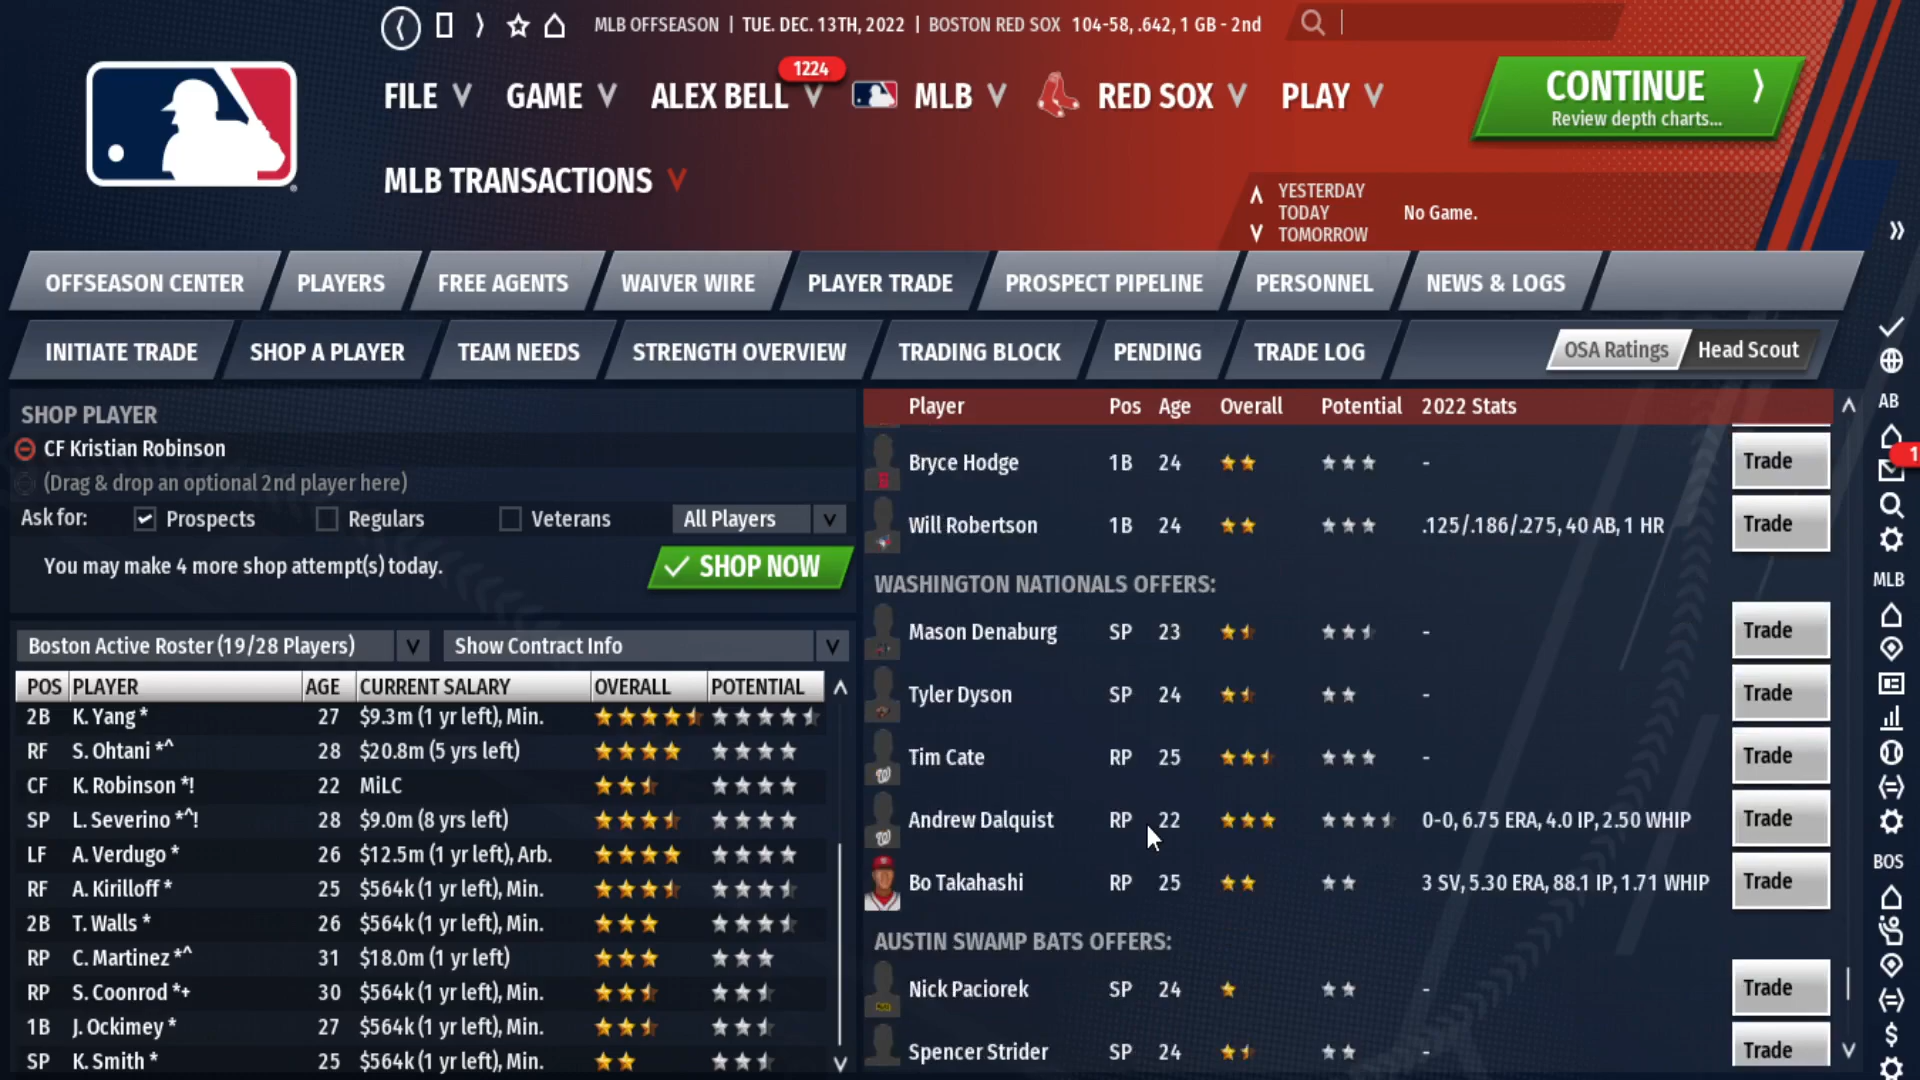 MLB OFFSEASON | TUE. DEC. 13TH, 2022 | BOSTON RED SOX 104-58, .642, 1 GB - 2nd
1224
FILE GAME ALEX BELL MLB RED SOX PLAY
CONTINUE
Review depth charts...
MLB TRANSACTIONS
YESTERDAY
TODAY No Game.
TOMORROW
OFFSEASON CENTER PLAYERS FREE AGENTS WAIVER WIRE PLAYER TRADE PROSPECT PIPELINE PERSONNEL NEWS & LOGS
INITIATE TRADE SHOP A PLAYER TEAM NEEDS STRENGTH OVERVIEW TRADING BLOCK PENDING TRADE LOG OSA Ratings Head Scout
SHOP PLAYER
CF Kristian Robinson
(Drag & drop an optional 2nd player here)
Ask for: Prospects Regulars Veterans All Players
You may make 4 more shop attempt(s) today. SHOP NOW
Boston Active Roster (19/28 Players) Show Contract Info
POS PLAYER AGE CURRENT SALARY OVERALL POTENTIAL
2B K. Yang * 27 $9.3m (1 yr left), Min.
RF S. Ohtani *^ 28 $20.8m (5 yrs left)
CF K. Robinson *! 22 MiLC
SP L. Severino *^! 28 $9.0m (8 yrs left)
LF A. Verdugo * 26 $12.5m (1 yr left), Arb.
RF A. Kirilloff * 25 $564k (1 yr left), Min.
2B T. Walls * 26 $564k (1 yr left), Min.
RP C. Martinez *^ 31 $18.0m (1 yr left)
RP S. Coonrod *+ 30 $564k (1 yr left), Min.
1B J. Ockimey * 27 $564k (1 yr left), Min.
SP K. Smith * 25 $564k (1 yr left), Min.
Player Pos Age Overall Potential 2022 Stats
Bryce Hodge 1B 24 - Trade
Will Robertson 1B 24 .125/.186/.275, 40 AB, 1 HR Trade
WASHINGTON NATIONALS OFFERS:
Mason Denaburg SP 23 - Trade
Tyler Dyson SP 24 - Trade
Tim Cate RP 25 - Trade
Andrew Dalquist RP 22 0-0, 6.75 ERA, 4.0 IP, 2.50 WHIP Trade
Bo Takahashi RP 25 3 SV, 5.30 ERA, 88.1 IP, 1.71 WHIP Trade
AUSTIN SWAMP BATS OFFERS:
Nick Paciorek SP 24 - Trade
Spencer Strider SP 24 - Trade
AB
1
MLB
BOS